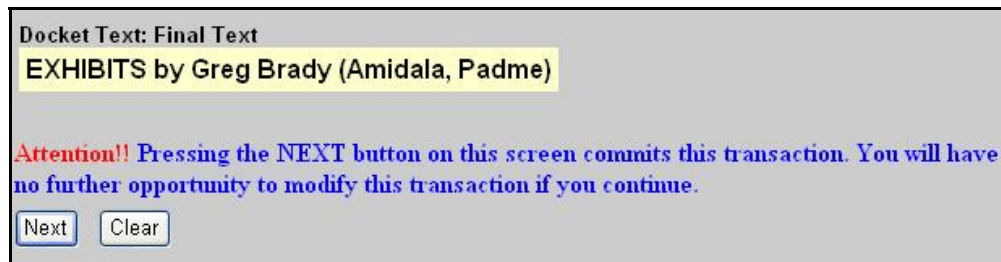 Docket Text: Final Text
EXHIBITS by Greg Brady (Amidala, Padme)
Attention!! Pressing the NEXT button on this screen commits this transaction. You will have
no further opportunity to modify this transaction if you continue.
Next Clear